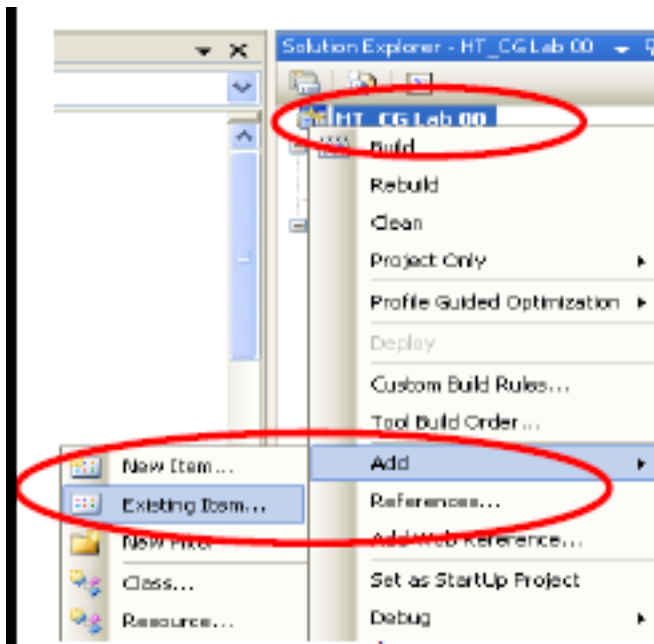 Solution Explorer - HT_CG Lab 00
HT_CG Lab 00
Build
Rebuild
Clean
Project Only
Profile Guided Optimization
Deploy
Custom Build Rules...
Tool Build Order...
Add
References...
Add Web Reference...
Set as StartUp Project
Debug
New Item...
Existing Item...
New Filter
Class...
Resource...